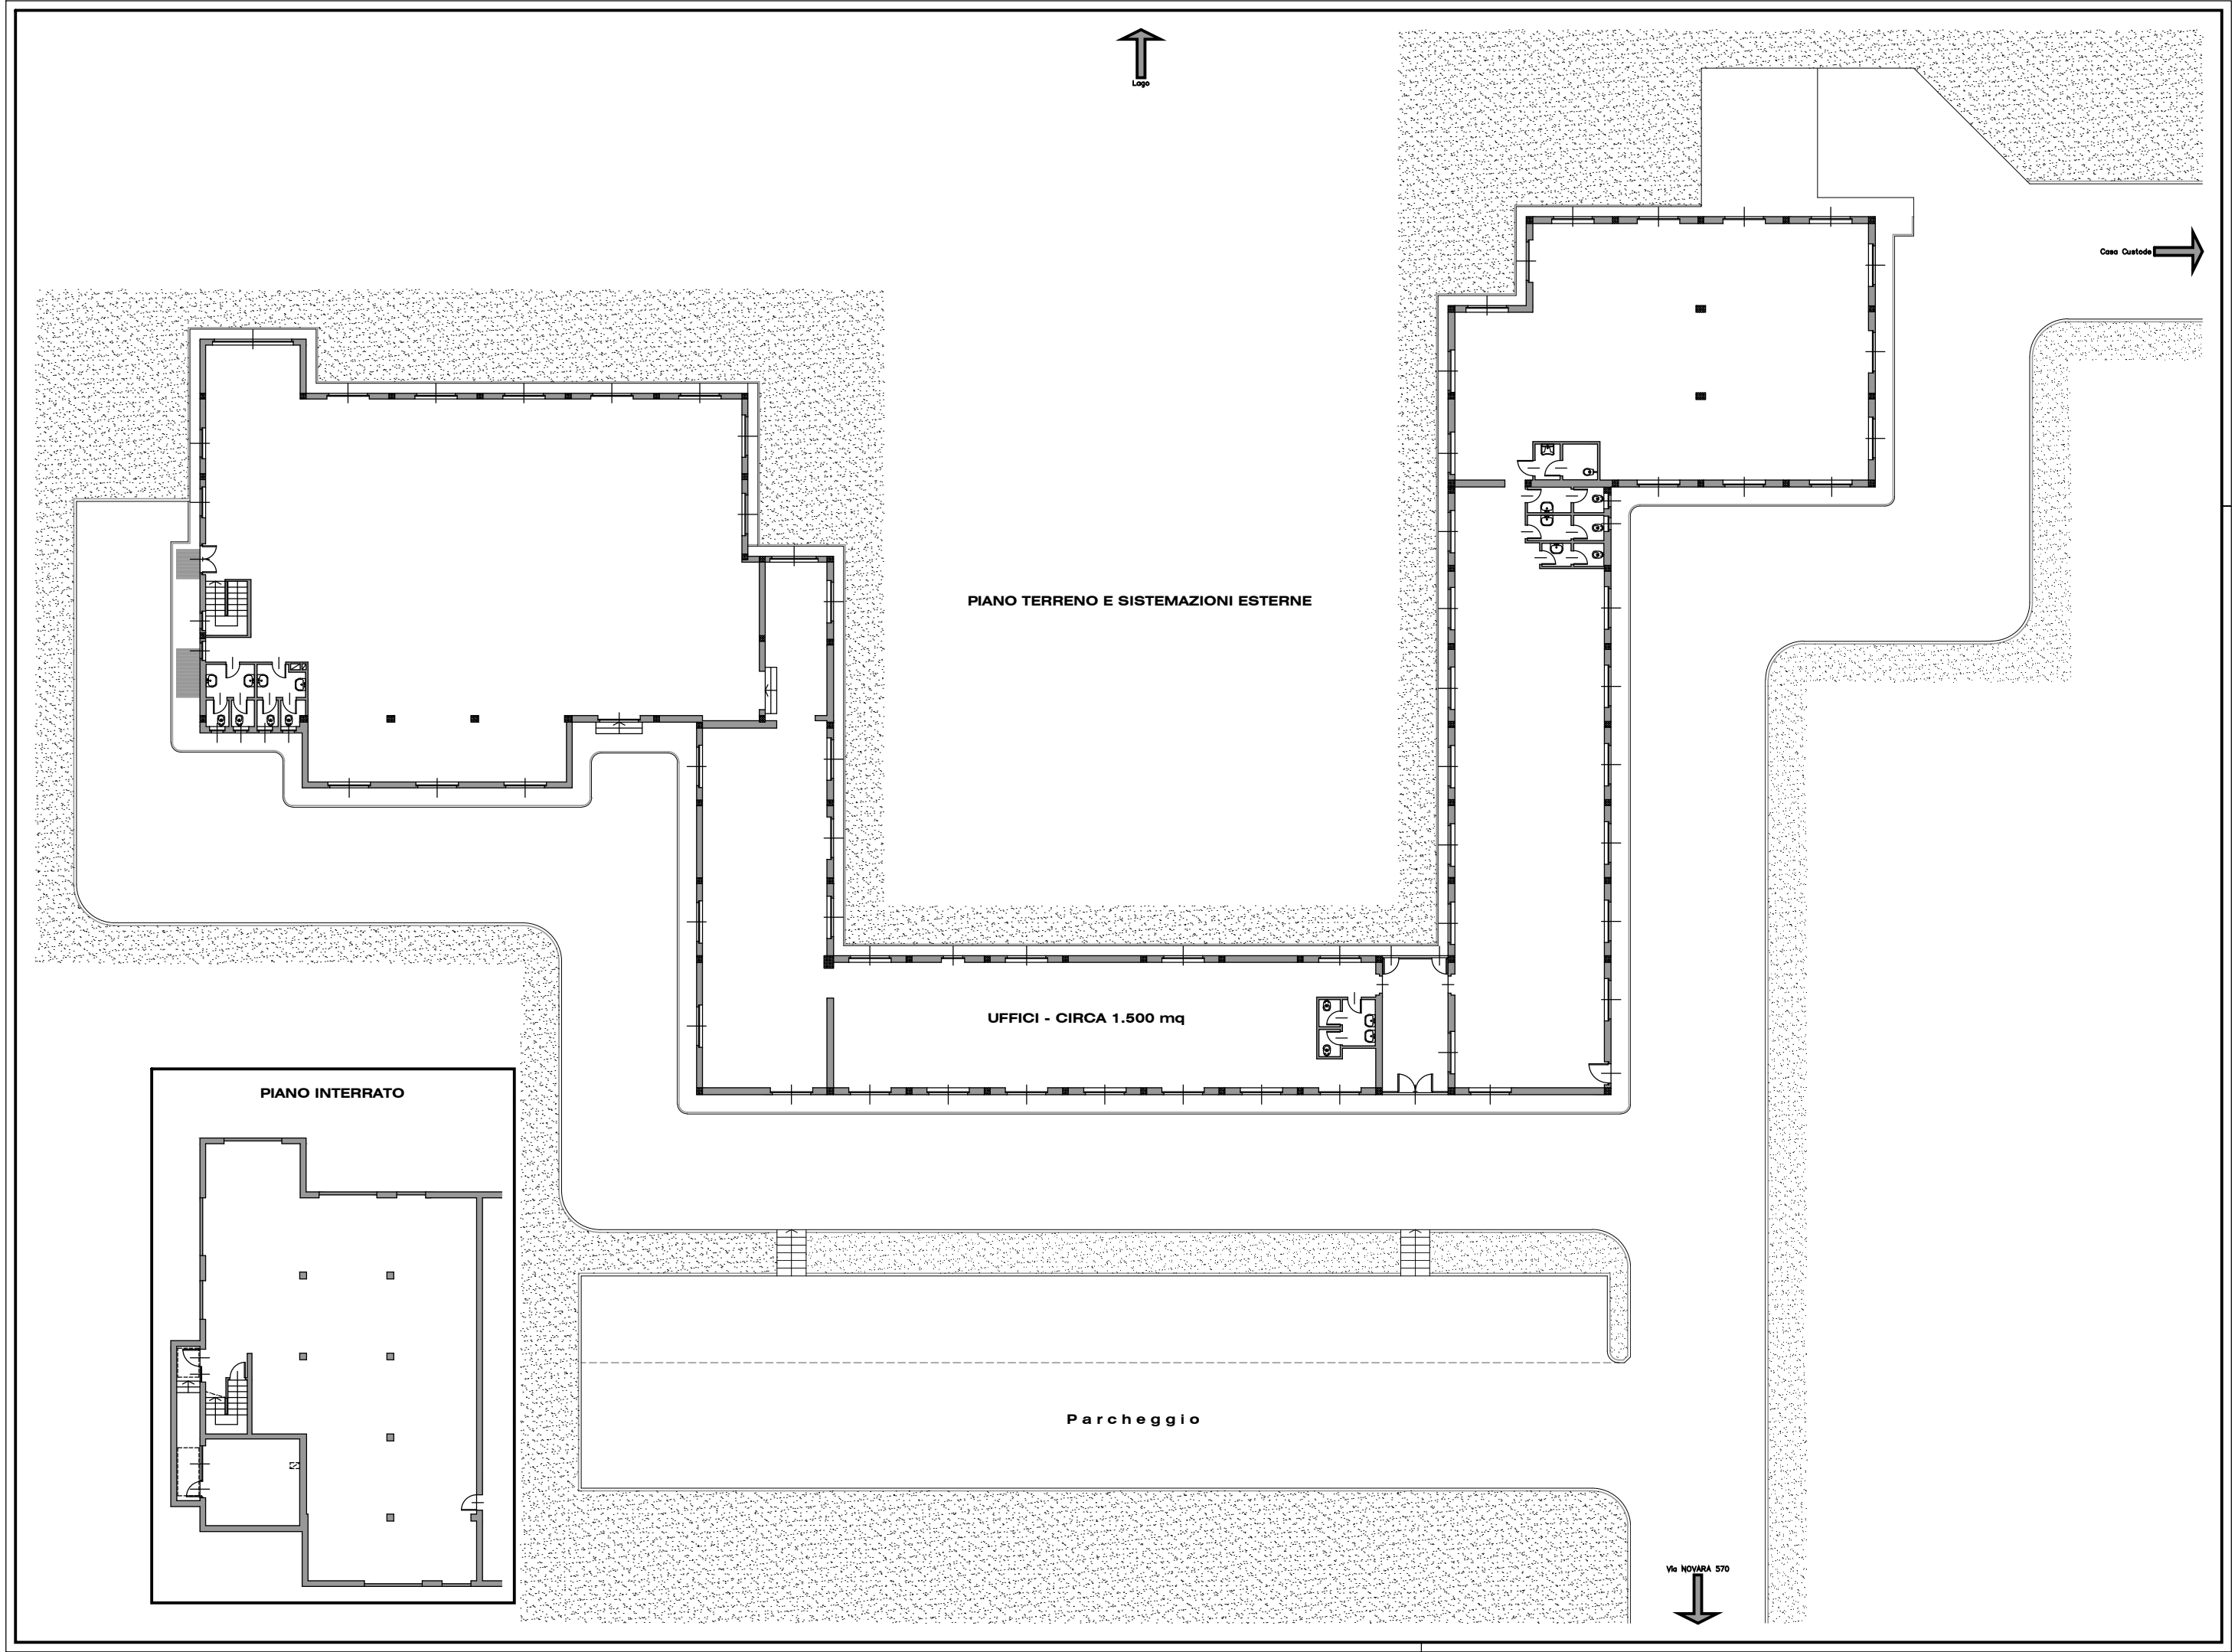 Lago
Casa Custode
PIANO TERRENO E SISTEMAZIONI ESTERNE
UFFICI - CIRCA 1.500 mq
PIANO INTERRATO
Parcheggio
Via NOVARA 570